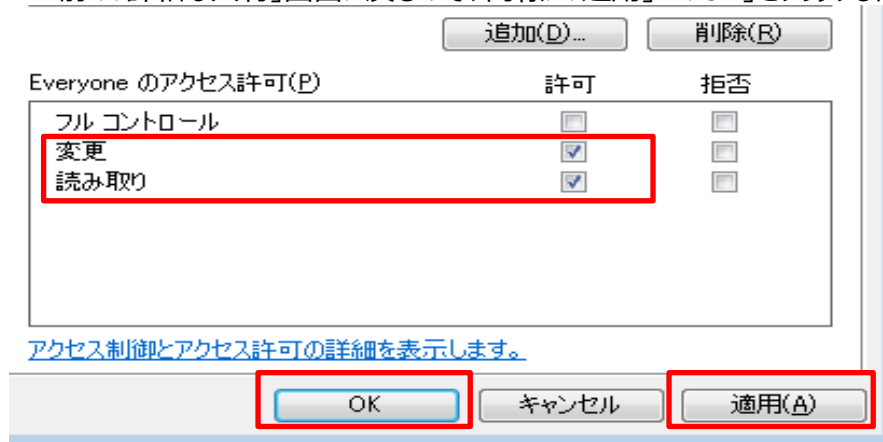 追加(D)... 削除(R)
Everyone のアクセス許可(P) 許可 拒否
フル コントロール
変更
読み取り
アクセス制御とアクセス許可の詳細を表示します。
OK キャンセル 適用(A)